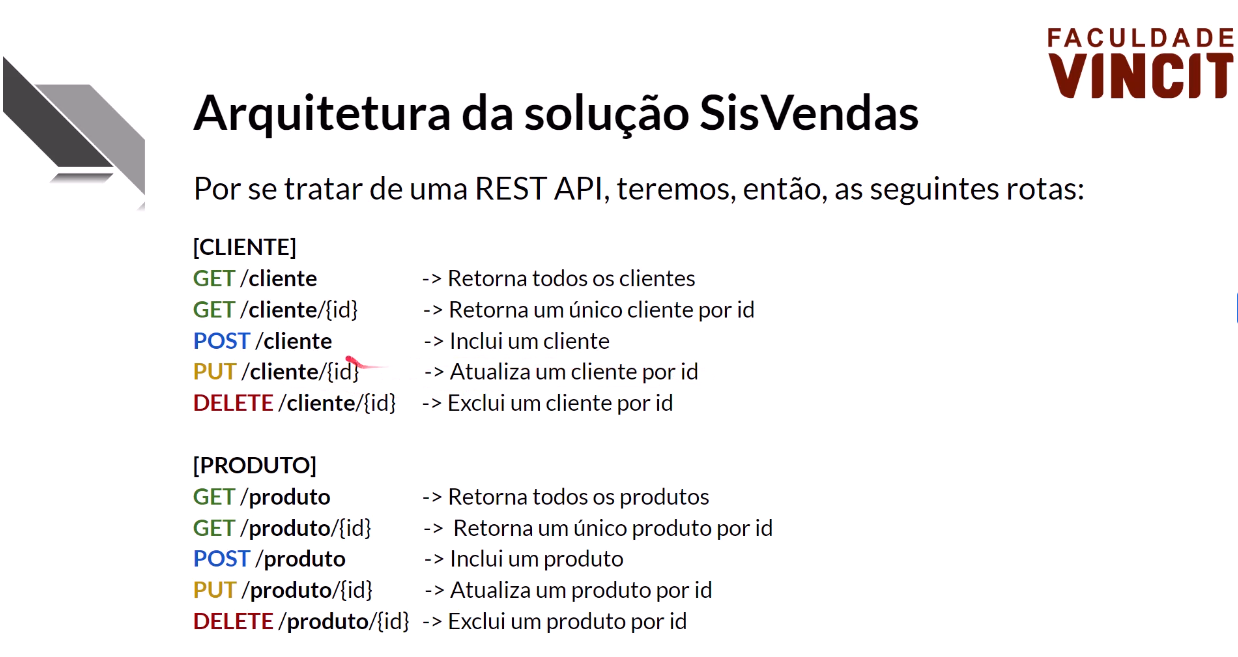 FACULDADE
VINCIT
Arquitetura da solução SisVendas
Por se tratar de uma REST API, teremos, então, as seguintes rotas:
[CLIENTE]
GET /cliente -> Retorna todos os clientes
GET /cliente/{id} -> Retorna um único cliente por id
POST /cliente -> Inclui um cliente
PUT /cliente/{id} -> Atualiza um cliente por id
DELETE /cliente/{id} -> Exclui um cliente por id
[PRODUTO]
GET /produto -> Retorna todos os produtos
GET /produto/{id} -> Retorna um único produto por id
POST /produto -> Inclui um produto
PUT /produto/{id} -> Atualiza um produto por id
DELETE /produto/{id} -> Exclui um produto por id